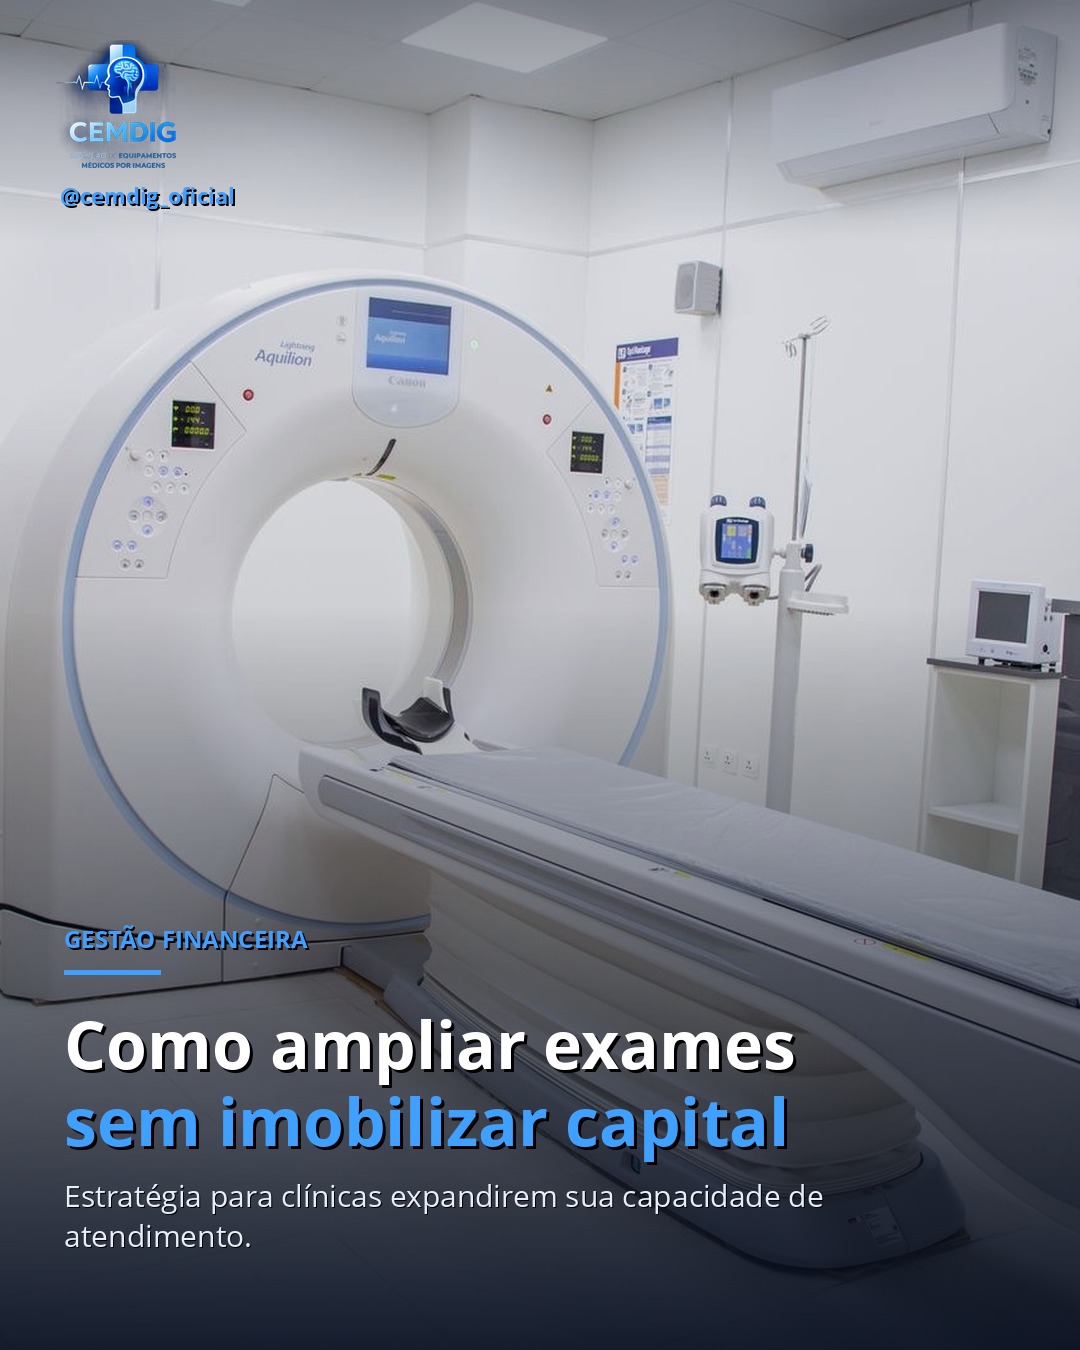 CEMDIG
EQUIPAMENTOS
MÉDICOS POR IMAGENS
@cemdig_oficial
Lightning
Aquilion
Aquilion
Canon
GESTÃO FINANCEIRA
Como ampliar exames
sem imobilizar capital
Estratégia para clínicas expandirem sua capacidade de
atendimento.